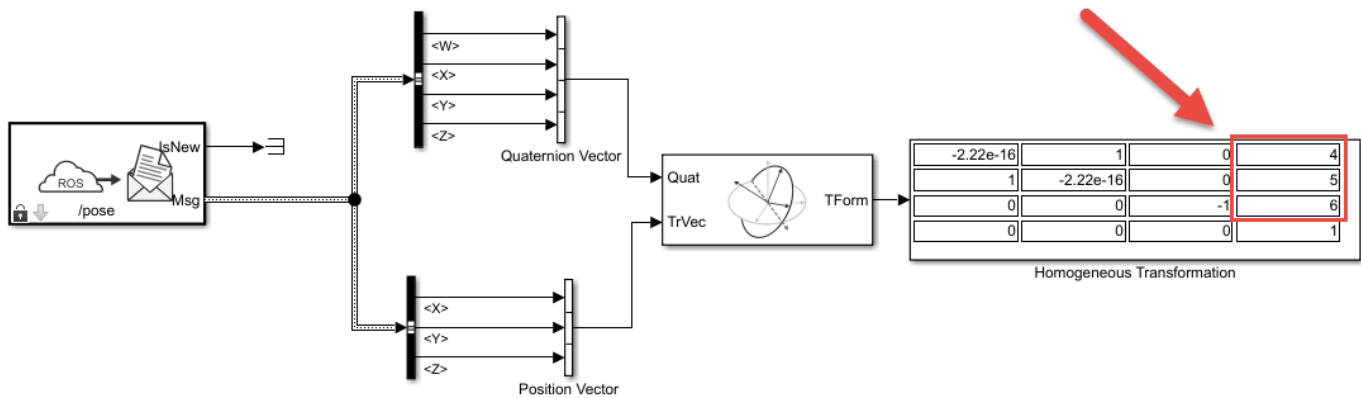 ROS
/pose
IsNew
Msg
<W>
<X>
<Y>
<Z>
Quaternion Vector
<X>
<Y>
<Z>
Position Vector
Quat
TrVec
TForm
-2.22e-16 1 0 4
1 -2.22e-16 0 5
0 0 -1 6
0 0 0 1
Homogeneous Transformation